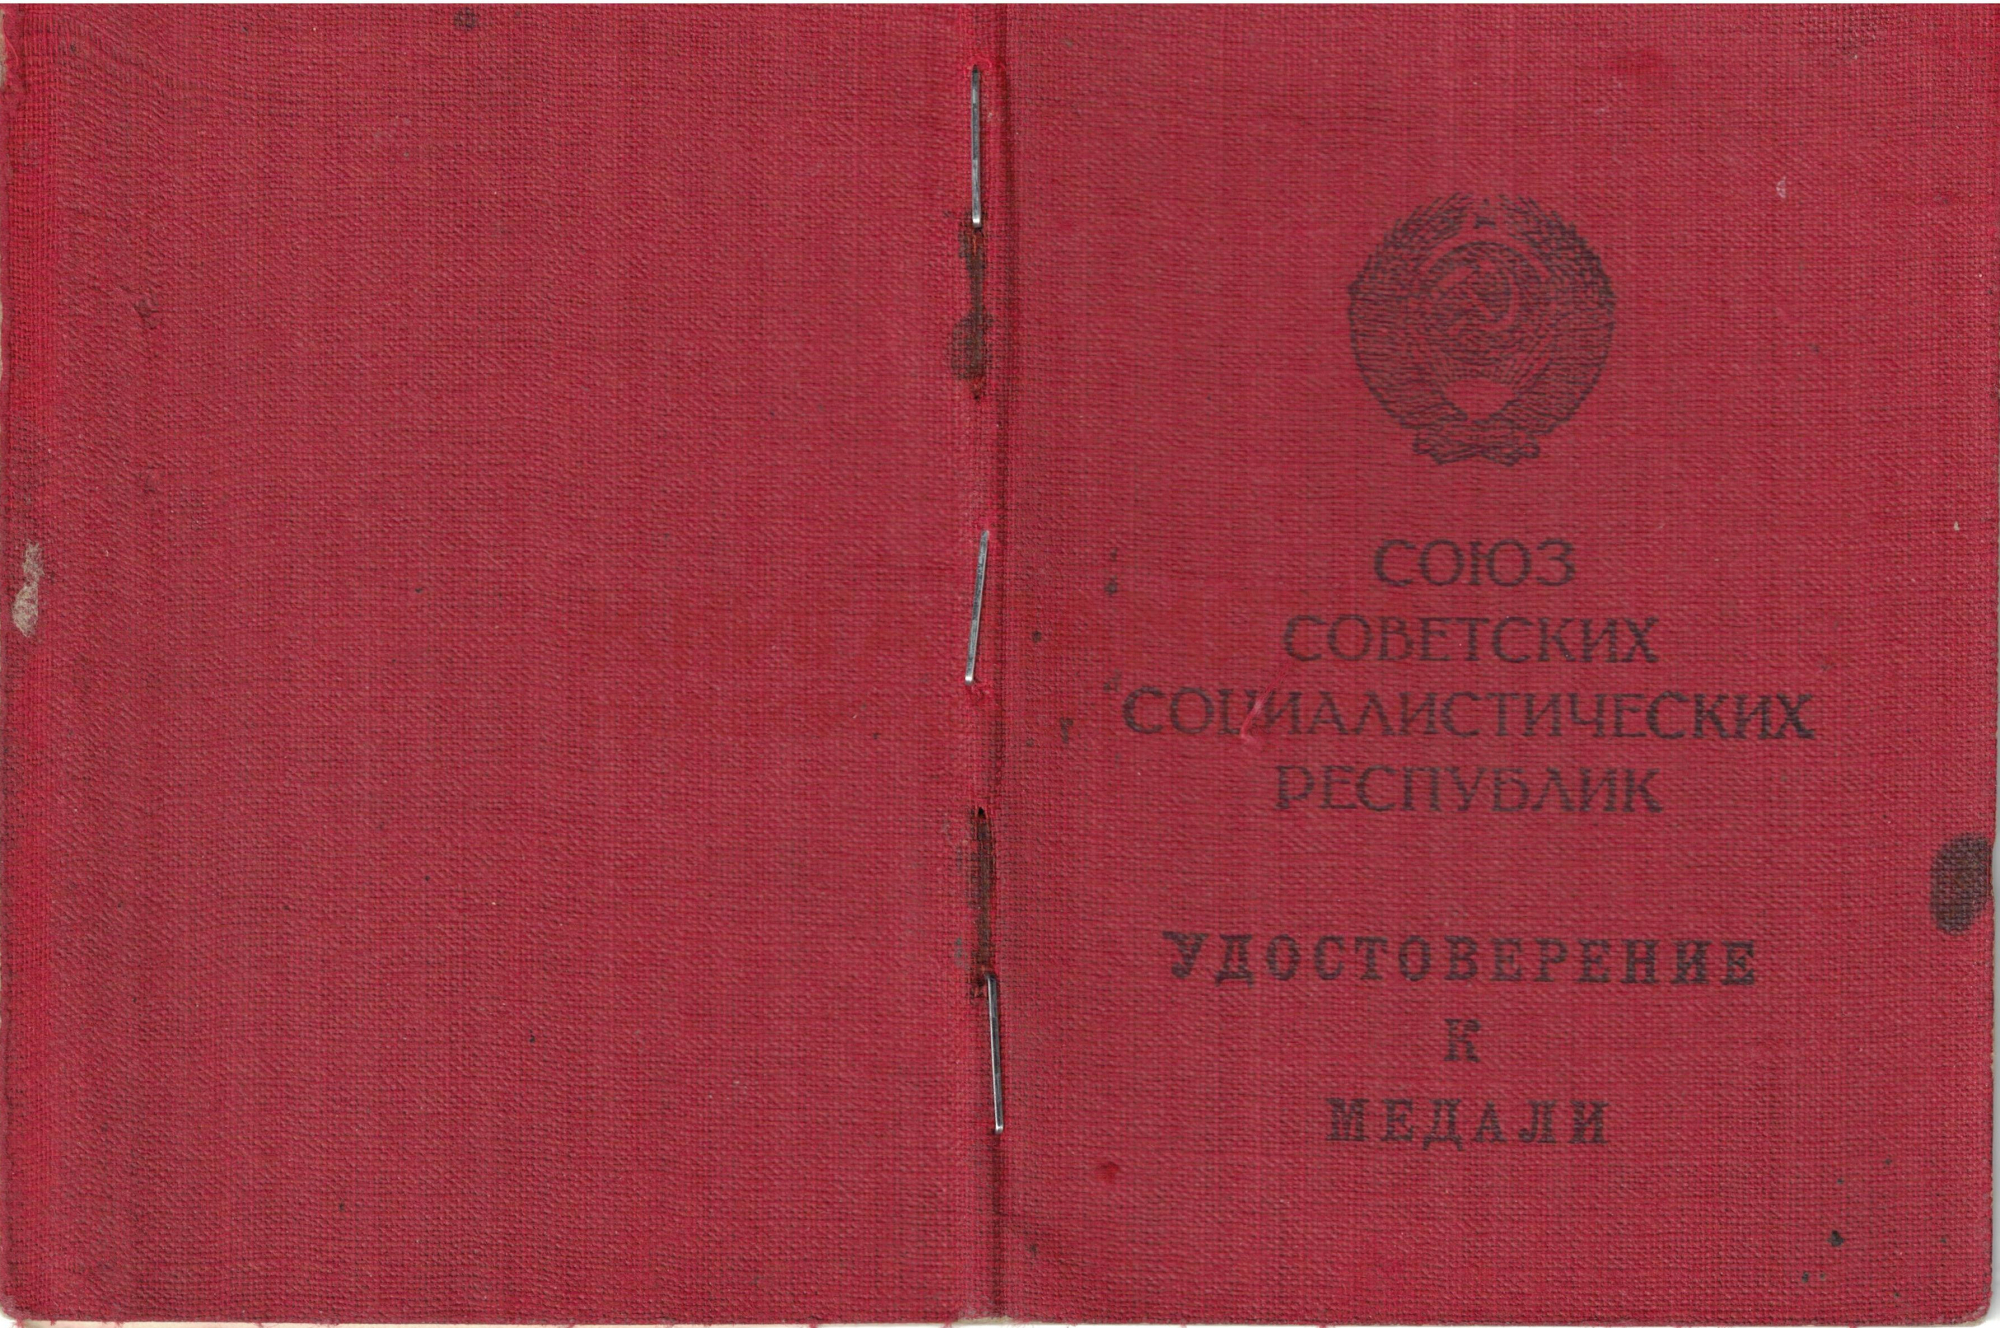 СОЮЗ
СОВЕТСКИХ
СОЦИАЛИСТИЧЕСКИХ
РЕСПУБЛИК
УДОСТОВЕРЕНИЕ
К
МЕДАЛИ